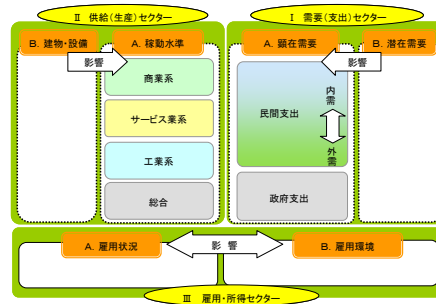 Ⅱ 供給(生産)セクター
Ⅰ 需要(支出)セクター
B. 建物・設備
A. 稼動水準
A. 顕在需要
B. 潜在需要
影響
影響
商業系
サービス業系
工業系
総合
民間支出
内需
外需
政府支出
A. 雇用状況
影 響
B. 雇用環境
Ⅲ 雇用・所得セクター